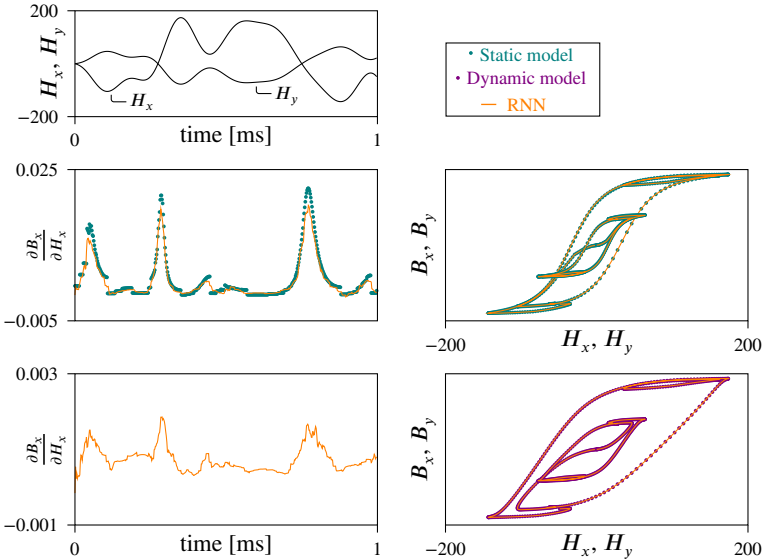 200
H_x, H_y
H_x
H_y
-200
0
time [ms]
1
Static model
Dynamic model
RNN
0.025
∂B_x
∂H_x
-0.005
B_x, B_y
-200
H_x, H_y
200
0.003
∂B_x
∂H_x
-0.001
0
time [ms]
1
B_x, B_y
-200
H_x, H_y
200